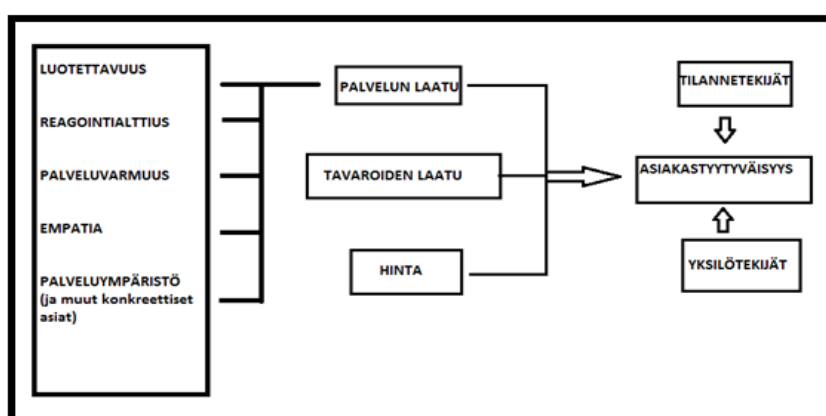 LUOTETTAVUUS
REAGOINTIALTTIUS
PALVELUVARMUUS
EMPATIA
PALVELUYMPÄRISTÖ
(ja muut konkreettiset
asiat)
PALVELUN LAATU
TAVAROIDEN LAATU
HINTA
TILANNETEKIJÄT
ASIAKASTYYTYVÄISYYS
YKSILÖTEKIJÄT